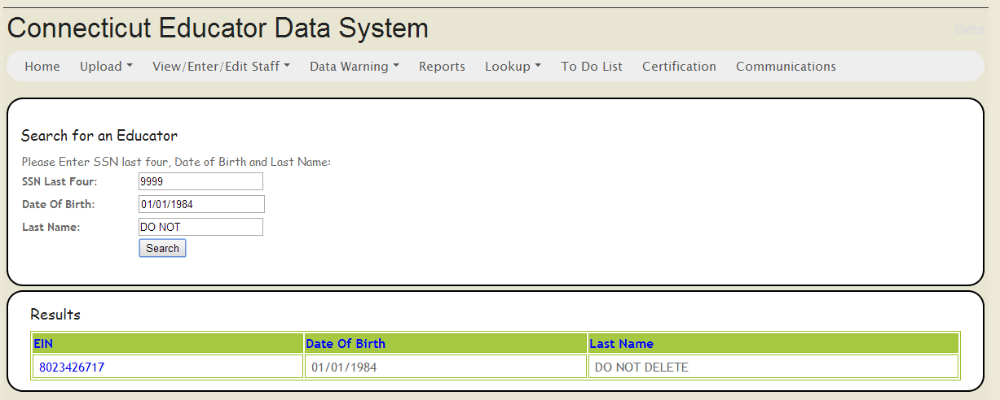 Connecticut Educator Data System
Beta
Home Upload View/Enter/Edit Staff Data Warning Reports Lookup To Do List Certification Communications
Search for an Educator
Please Enter SSN last four, Date of Birth and Last Name:
SSN Last Four: 9999
Date Of Birth: 01/01/1984
Last Name: DO NOT
Search
Results
EIN Date Of Birth Last Name
8023426717 01/01/1984 DO NOT DELETE